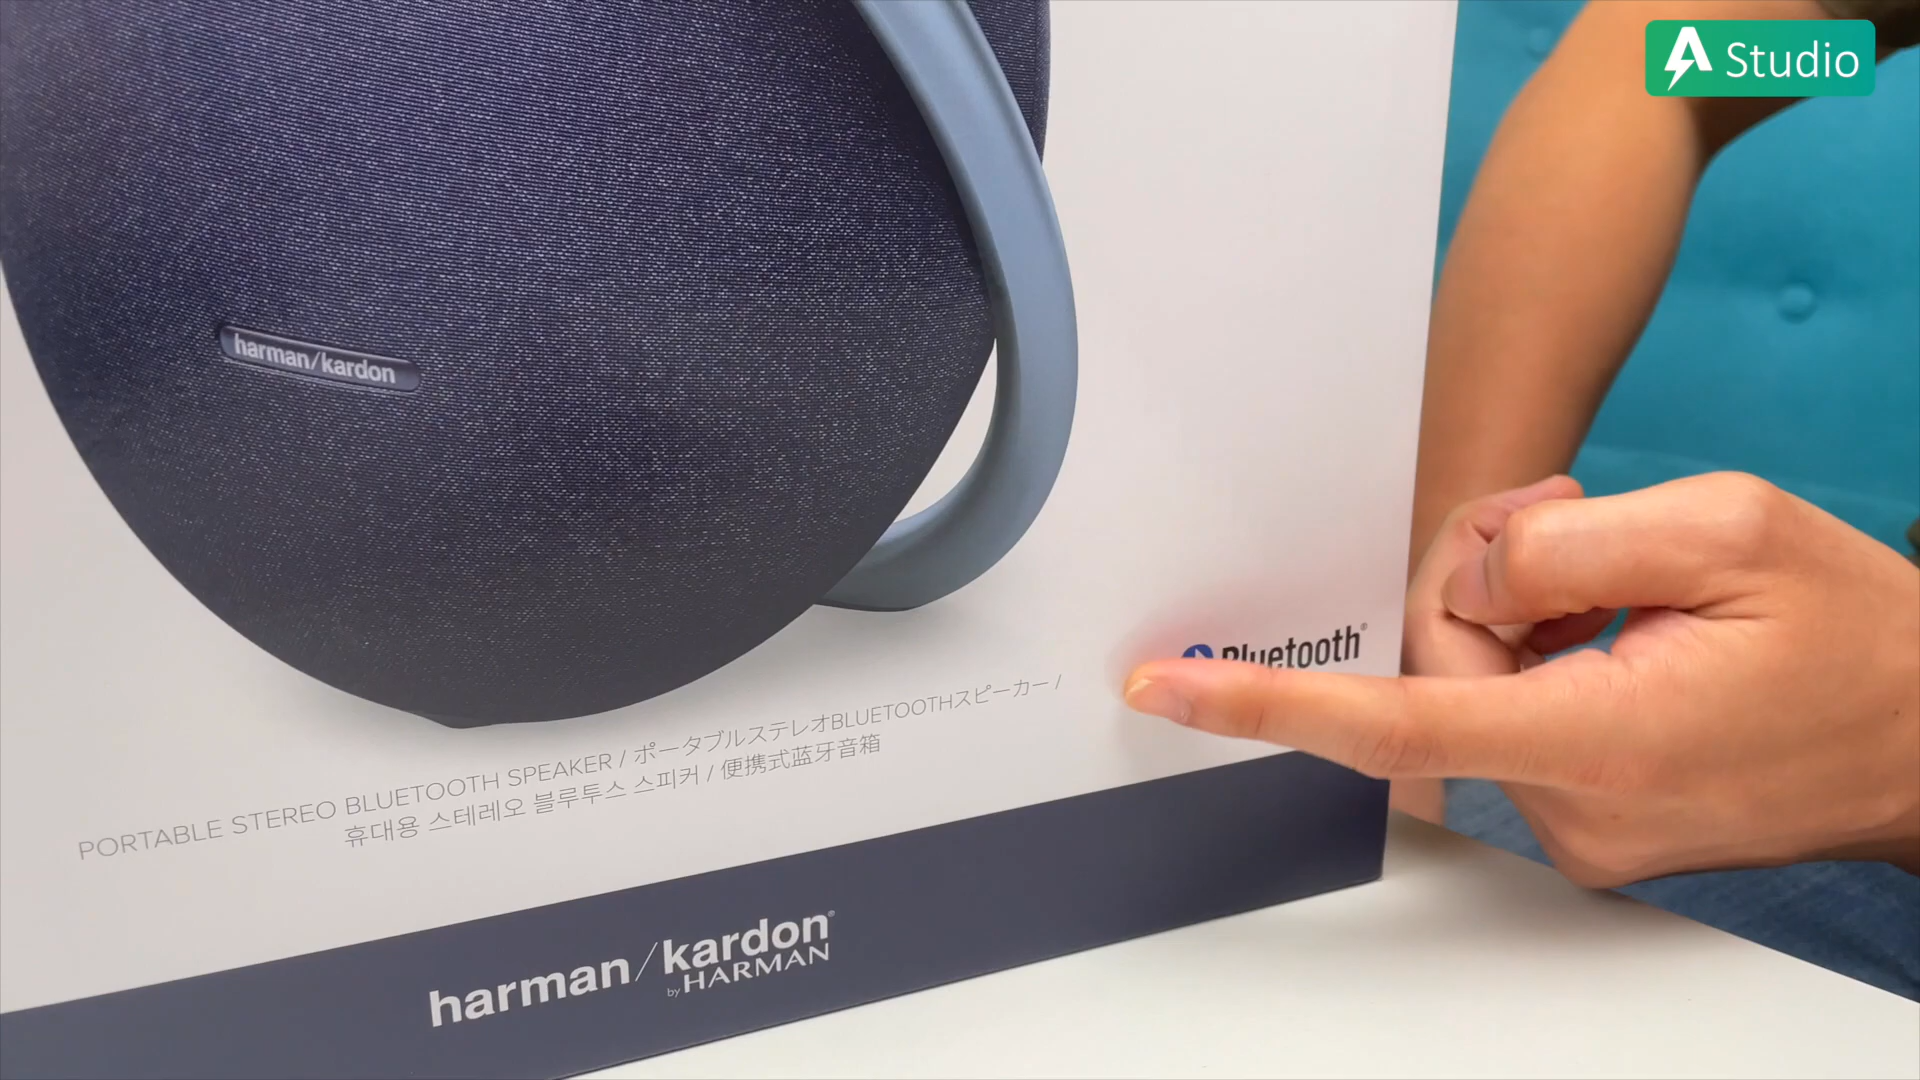 Studio
harman/kardon
Bluetooth®
PORTABLE STEREO BLUETOOTH SPEAKER / ポータブルステレオBLUETOOTHスピーカー /
휴대용 스테레오 블루투스 스피커 / 便携式蓝牙音箱
harman/kardon®
by HARMAN